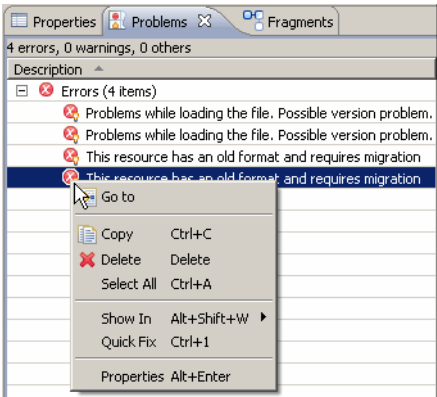 Properties Problems Fragments
4 errors, 0 warnings, 0 others
Description
Errors (4 items)
Problems while loading the file. Possible version problem.
Problems while loading the file. Possible version problem.
This resource has an old format and requires migration
This resource has an old format and requires migration
Go to
Copy Ctrl+C
Delete Delete
Select All Ctrl+A
Show In Alt+Shift+W
Quick Fix Ctrl+1
Properties Alt+Enter